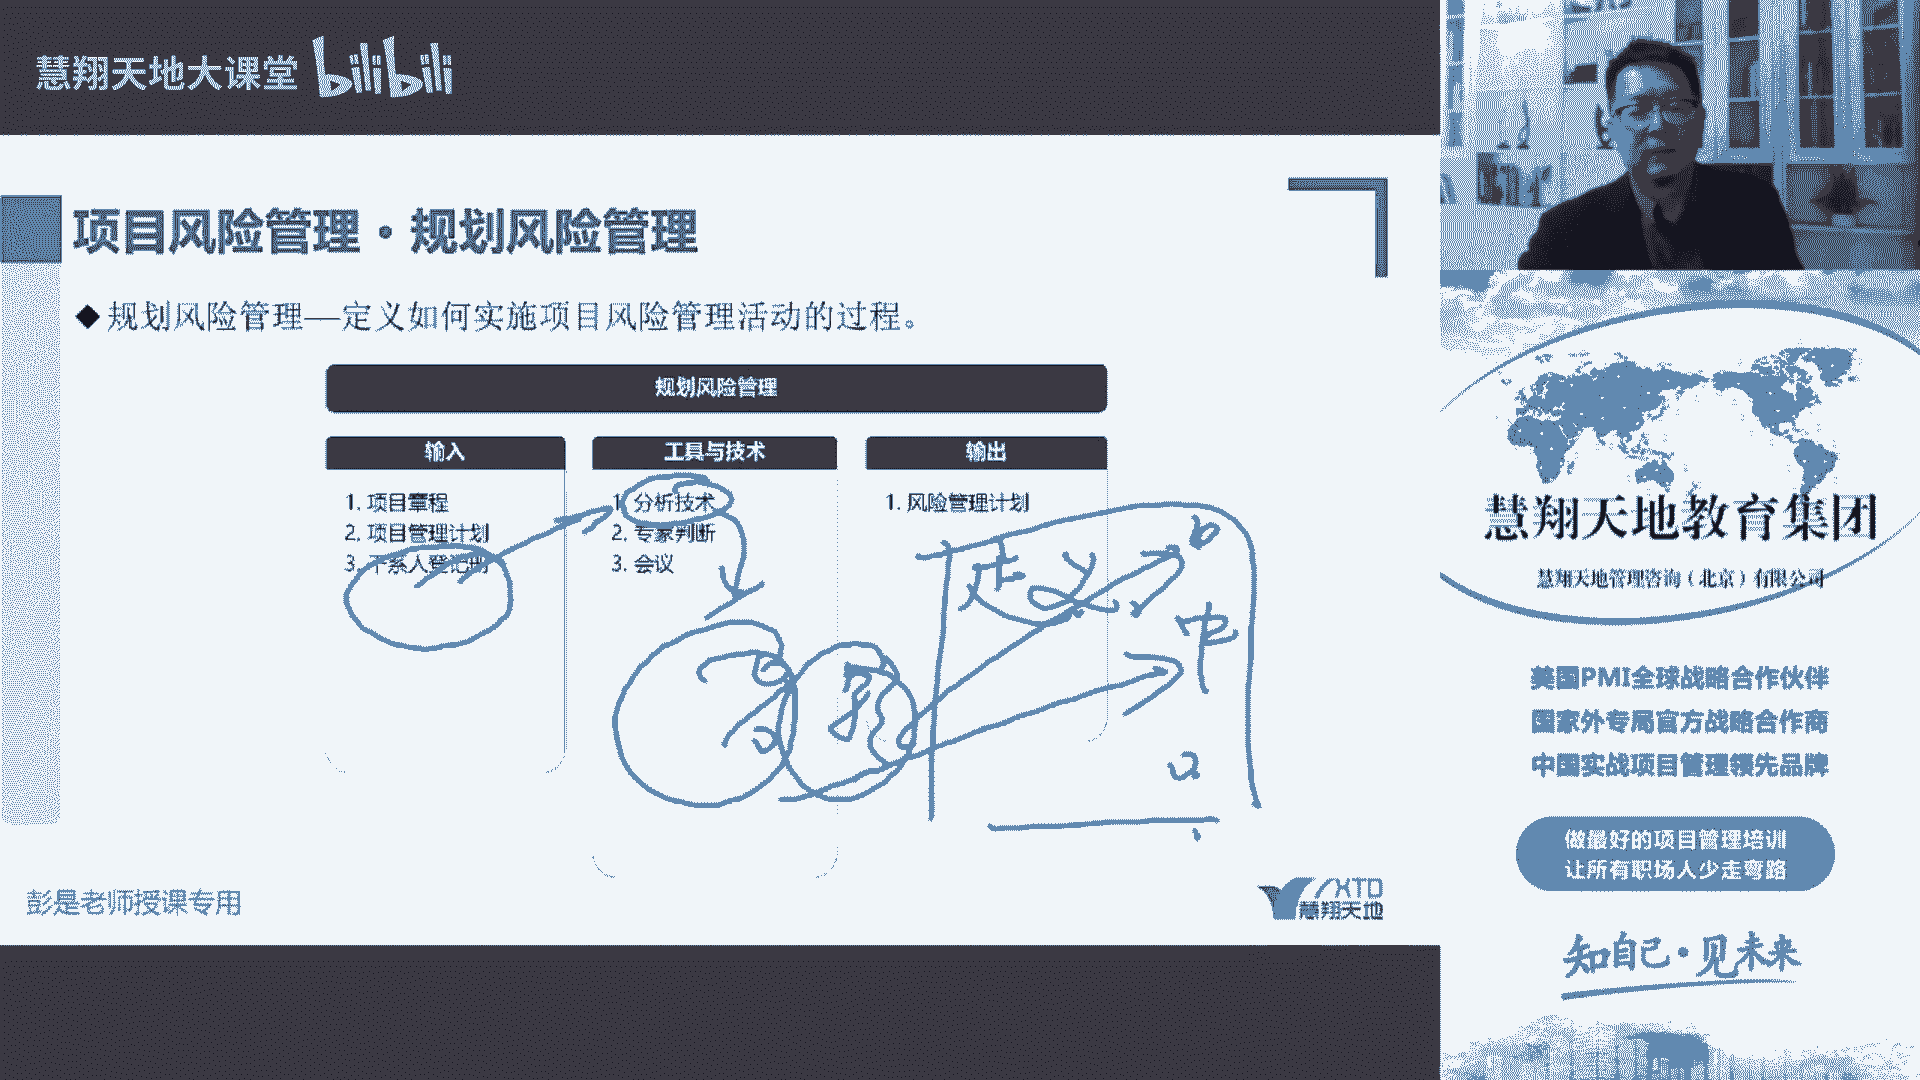 慧翔天地大课堂 bilibili
项目风险管理·规划风险管理
◆规划风险管理—定义如何实施项目风险管理活动的过程。
规划风险管理
输入
1. 项目章程
2. 项目管理计划
3. 干系人登记册
工具与技术
1. 分析技术
2. 专家判断
3. 会议
输出
1. 风险管理计划
定义
b
中
a
彭是老师授课专用
慧翔天地
慧翔天地教育集团
慧翔天地管理咨询（北京）有限公司
美国PMI全球战略合作伙伴
国家外专局官方战略合作商
中国实战项目管理领先品牌
做最好的项目管理培训
让所有职场人少走弯路
知自己·见未来